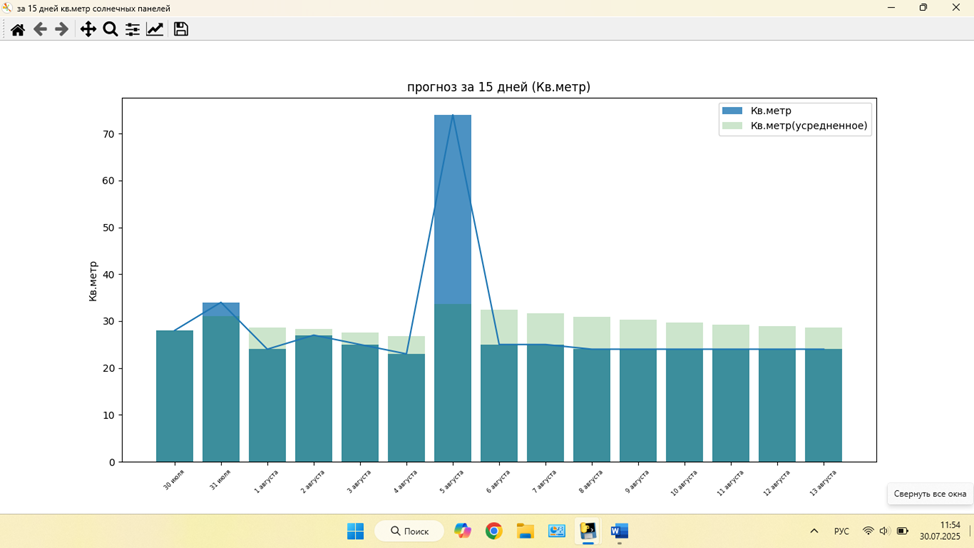 за 15 дней кв.метр солнечных панелей
прогноз за 15 дней (Кв.метр)
Кв.метр
Кв.метр(усредненное)
Кв.метр
70
60
50
40
30
20
10
0
30 июля
31 июля
1 августа
2 августа
3 августа
4 августа
5 августа
6 августа
7 августа
8 августа
9 августа
10 августа
11 августа
12 августа
13 августа
Свернуть все окна
Поиск
РУС
11:54
30.07.2025